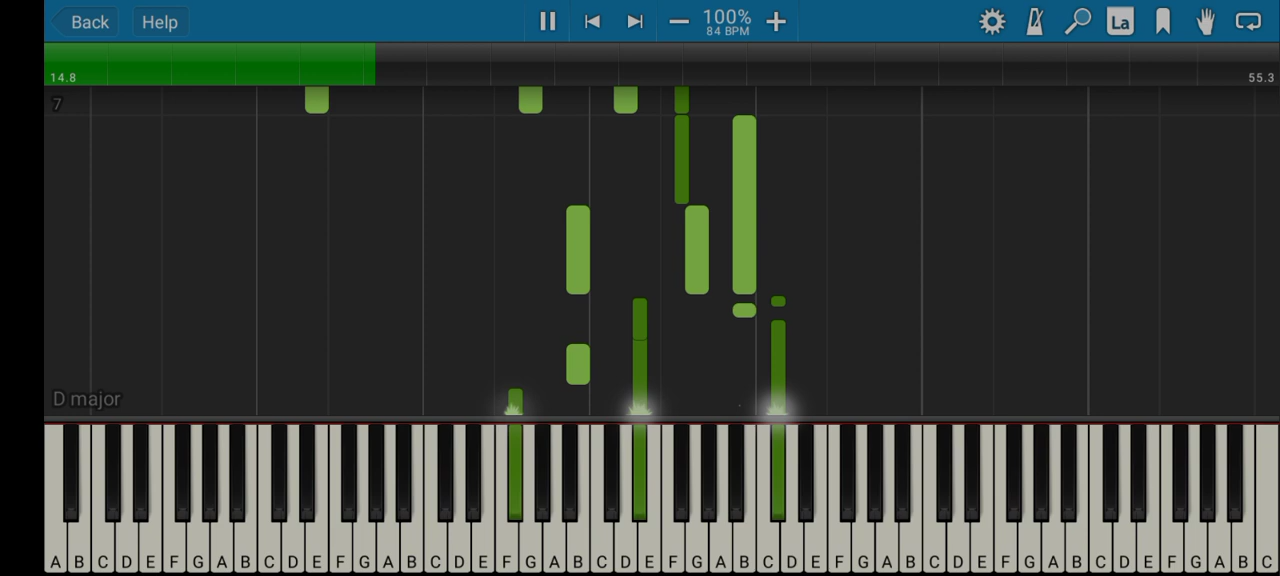 Back Help 100% La
84 BPM
14.8 55.3
7
D major
A B C D E F G A B C D E F G A B C D E F G A B C D E F G A B C D E F G A B C D E F G A B C D E F G A B C